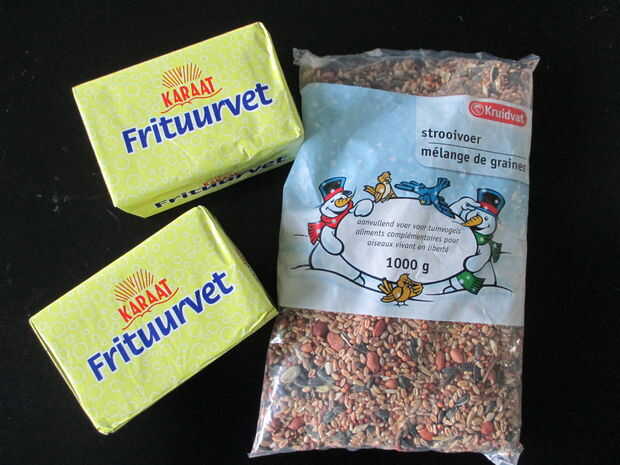 KARAAT
Frituurvet
Frituurvet
KARAAT
Frituurvet
Kruidvat
strooivoer
mélange de graines
aanvullend voer voor tuinvogels
aliments complémentaires pour
oiseaux vivant en liberté
1000 g